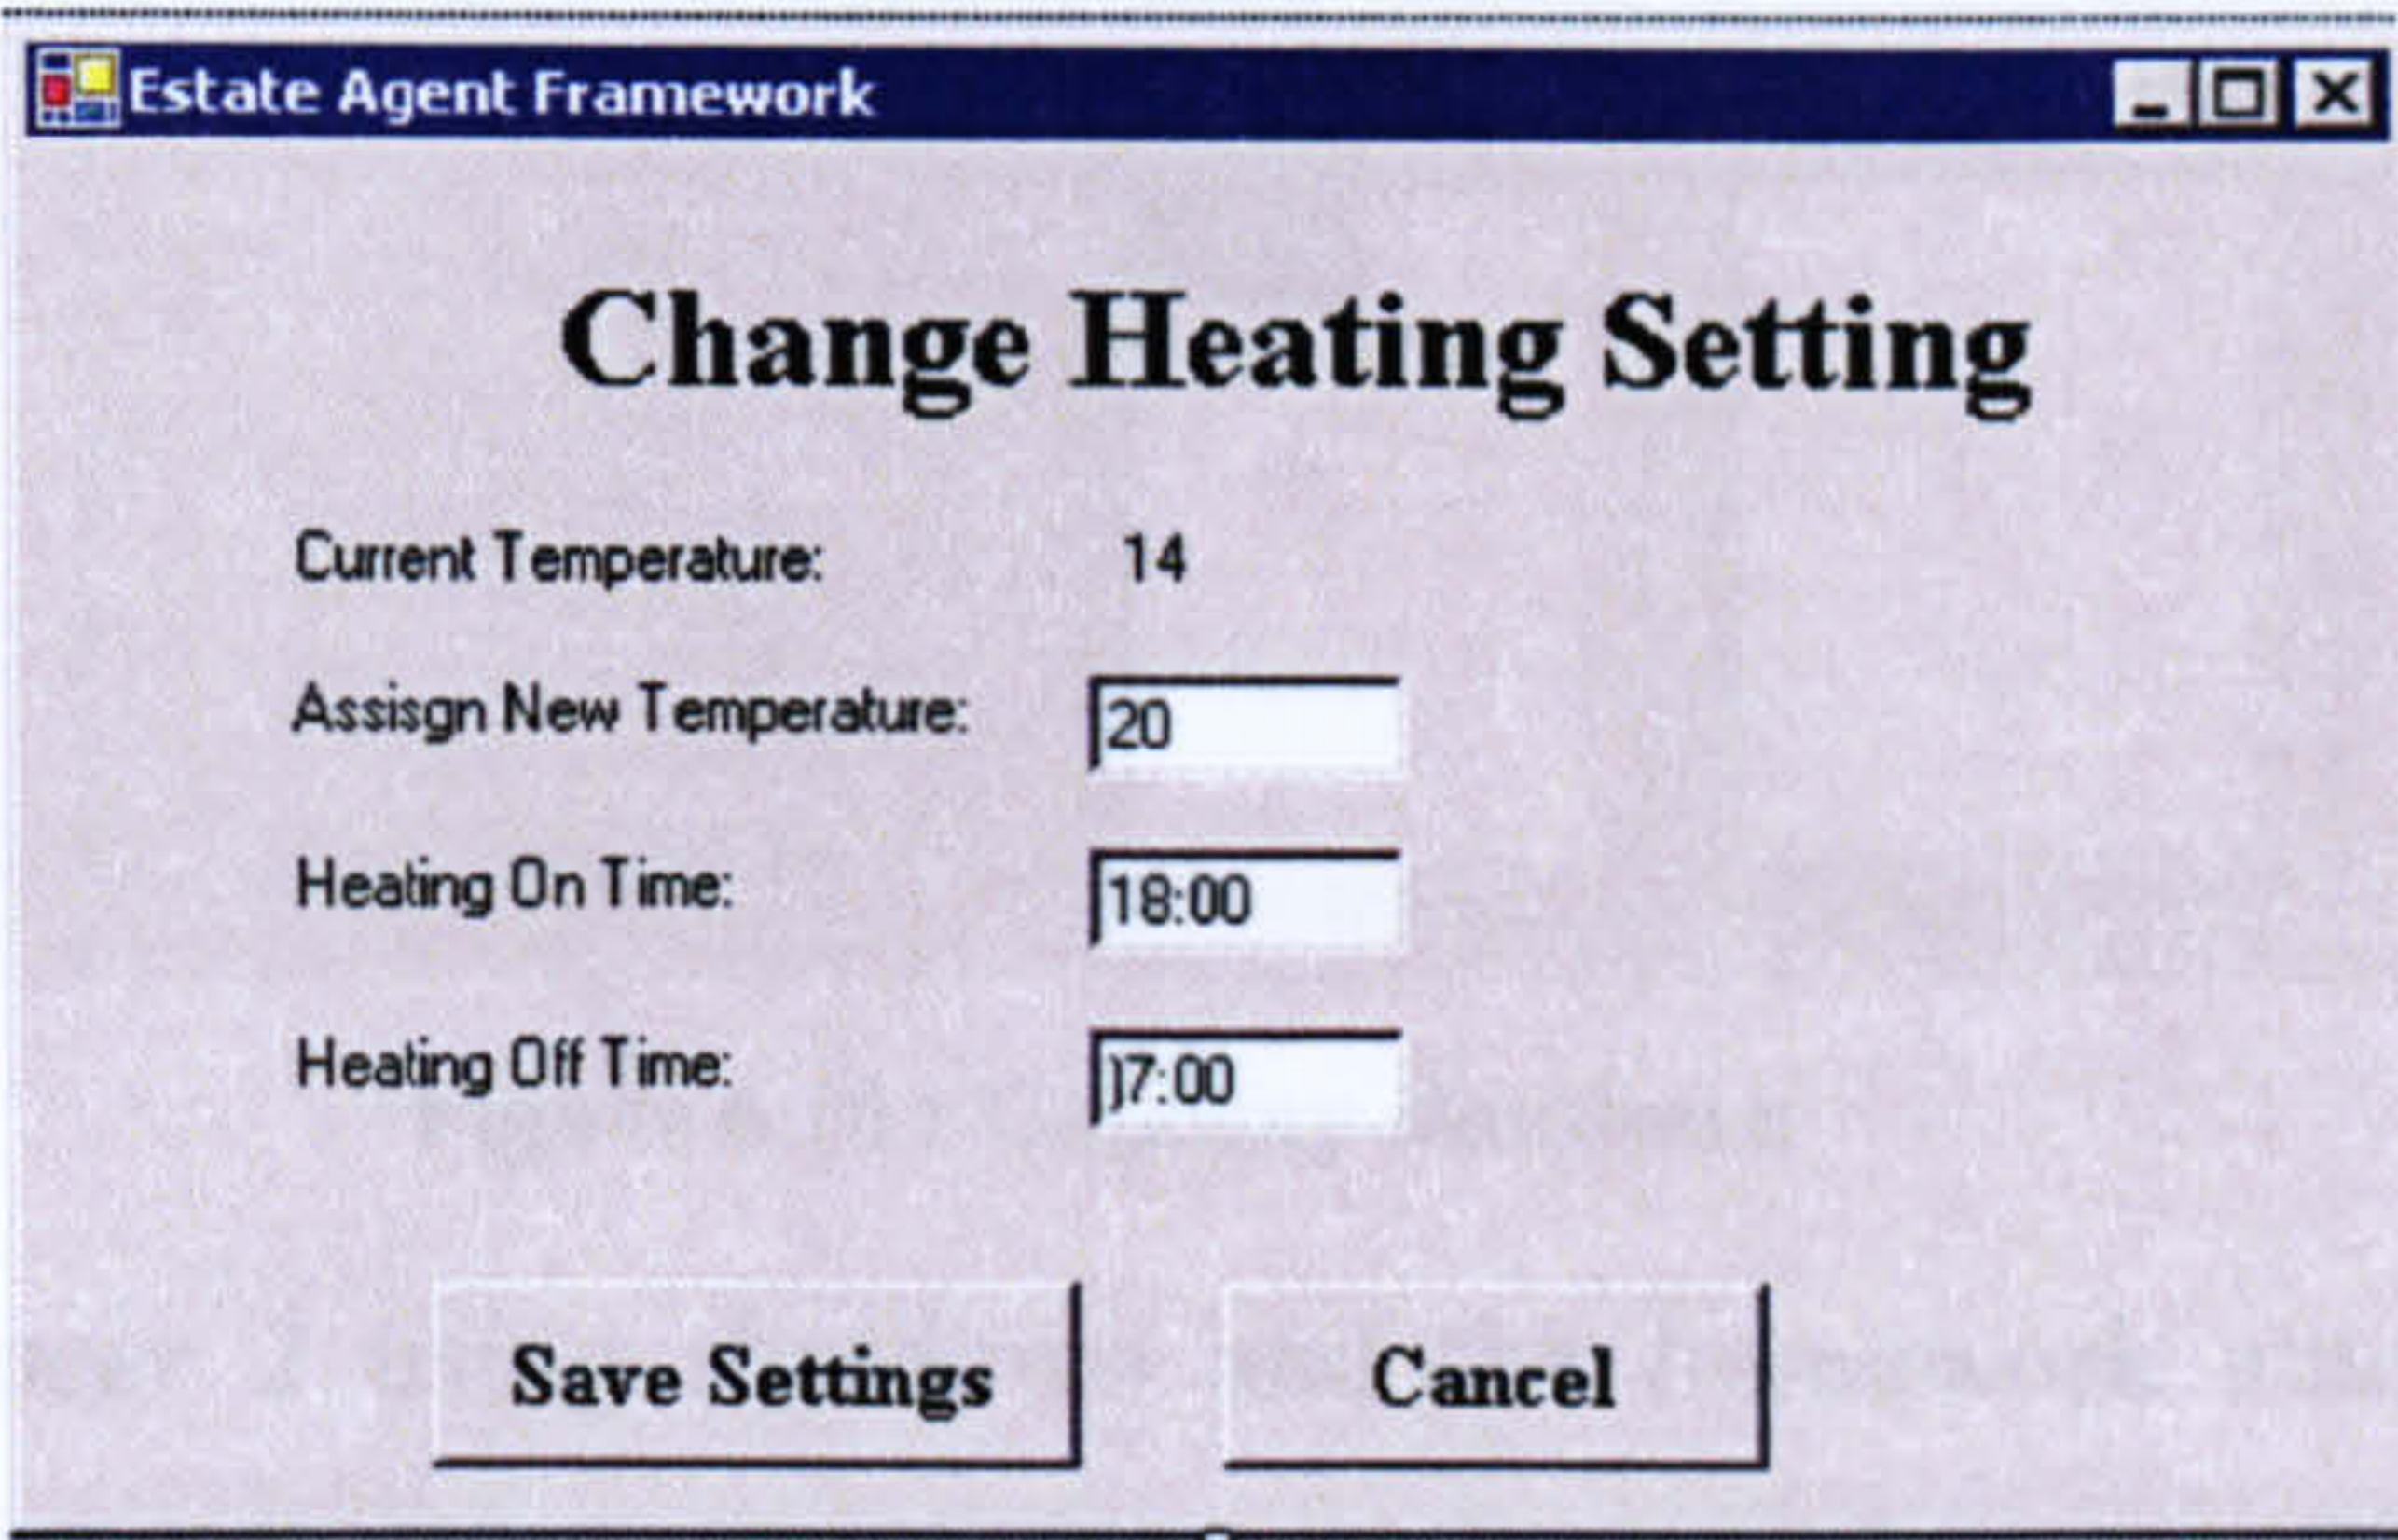 Estate Agent Framework
Change Heating Setting
Current Temperature: 14
Assisgn New Temperature: 20
Heating On Time: 18:00
Heating Off Time: )7:00
Save Settings Cancel